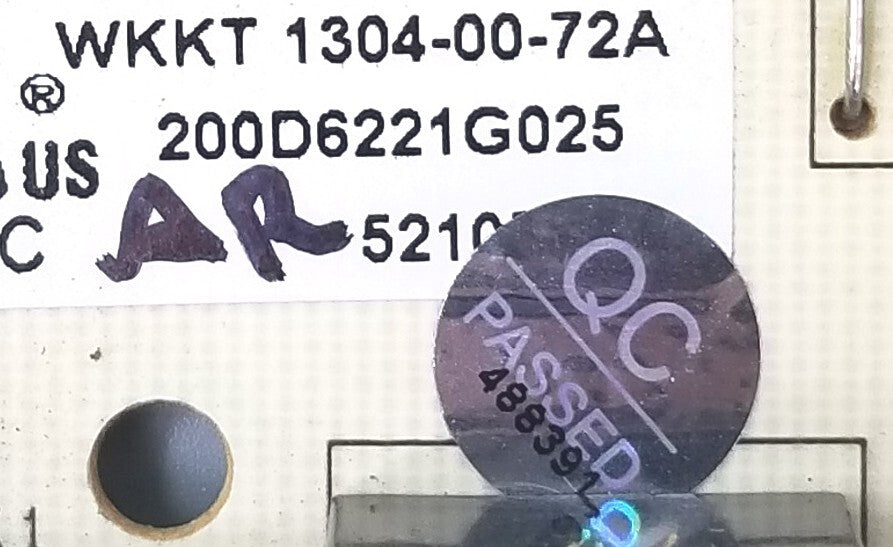 WKKT 1304-00-72A
®
200D6221G025
US
C
AR
5210
QC
PASSED
488391